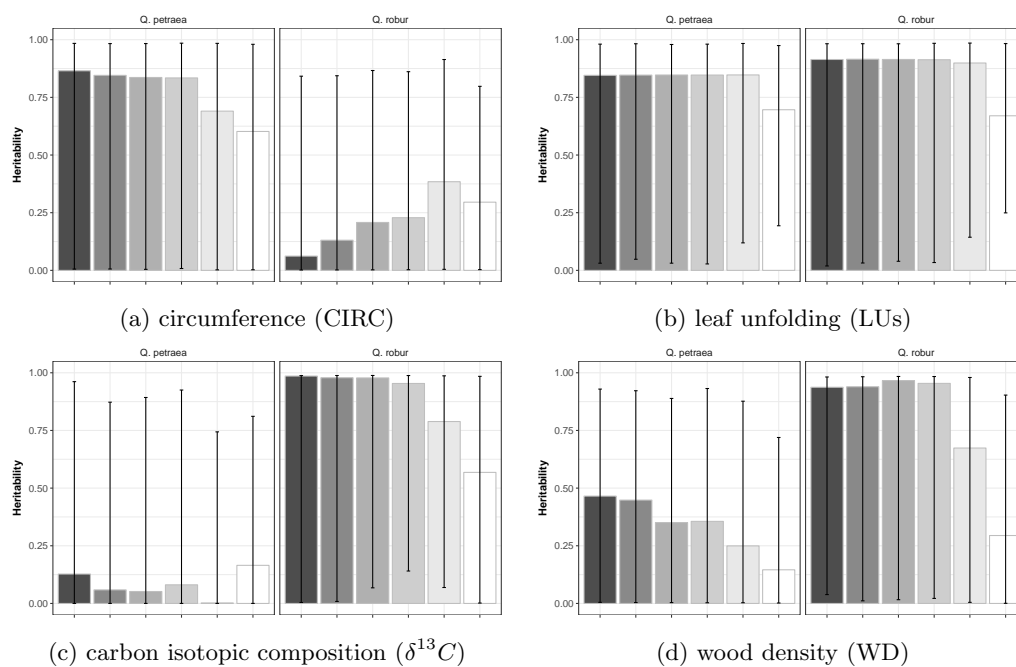 Q. petraea
Q. robur
1.00
0.75
0.50
0.25
0.00
Heritability
(a) circumference (CIRC)
Q. petraea
Q. robur
1.00
0.75
0.50
0.25
0.00
Heritability
(b) leaf unfolding (LUs)
Q. petraea
Q. robur
1.00
0.75
0.50
0.25
0.00
Heritability
(c) carbon isotopic composition (δ¹³C)
Q. petraea
Q. robur
1.00
0.75
0.50
0.25
0.00
Heritability
(d) wood density (WD)